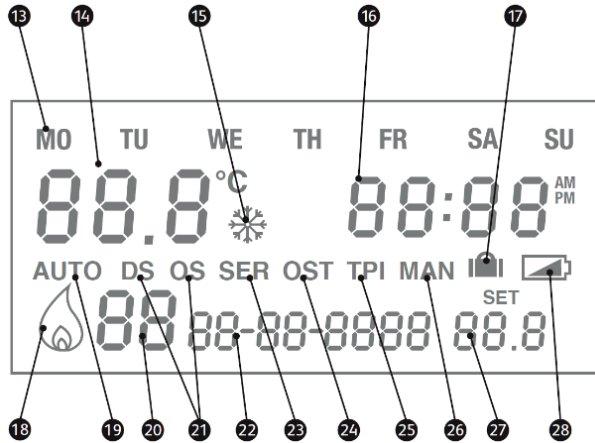 13 14 15 16 17
MO TU WE TH FR SA SU
88.8 °C 88:88 AM
PM
AUTO DS OS SER OST TPI MAN
SET
88 88-88-8888 88.8
18 19 20 21 22 23 24 25 26 27 28